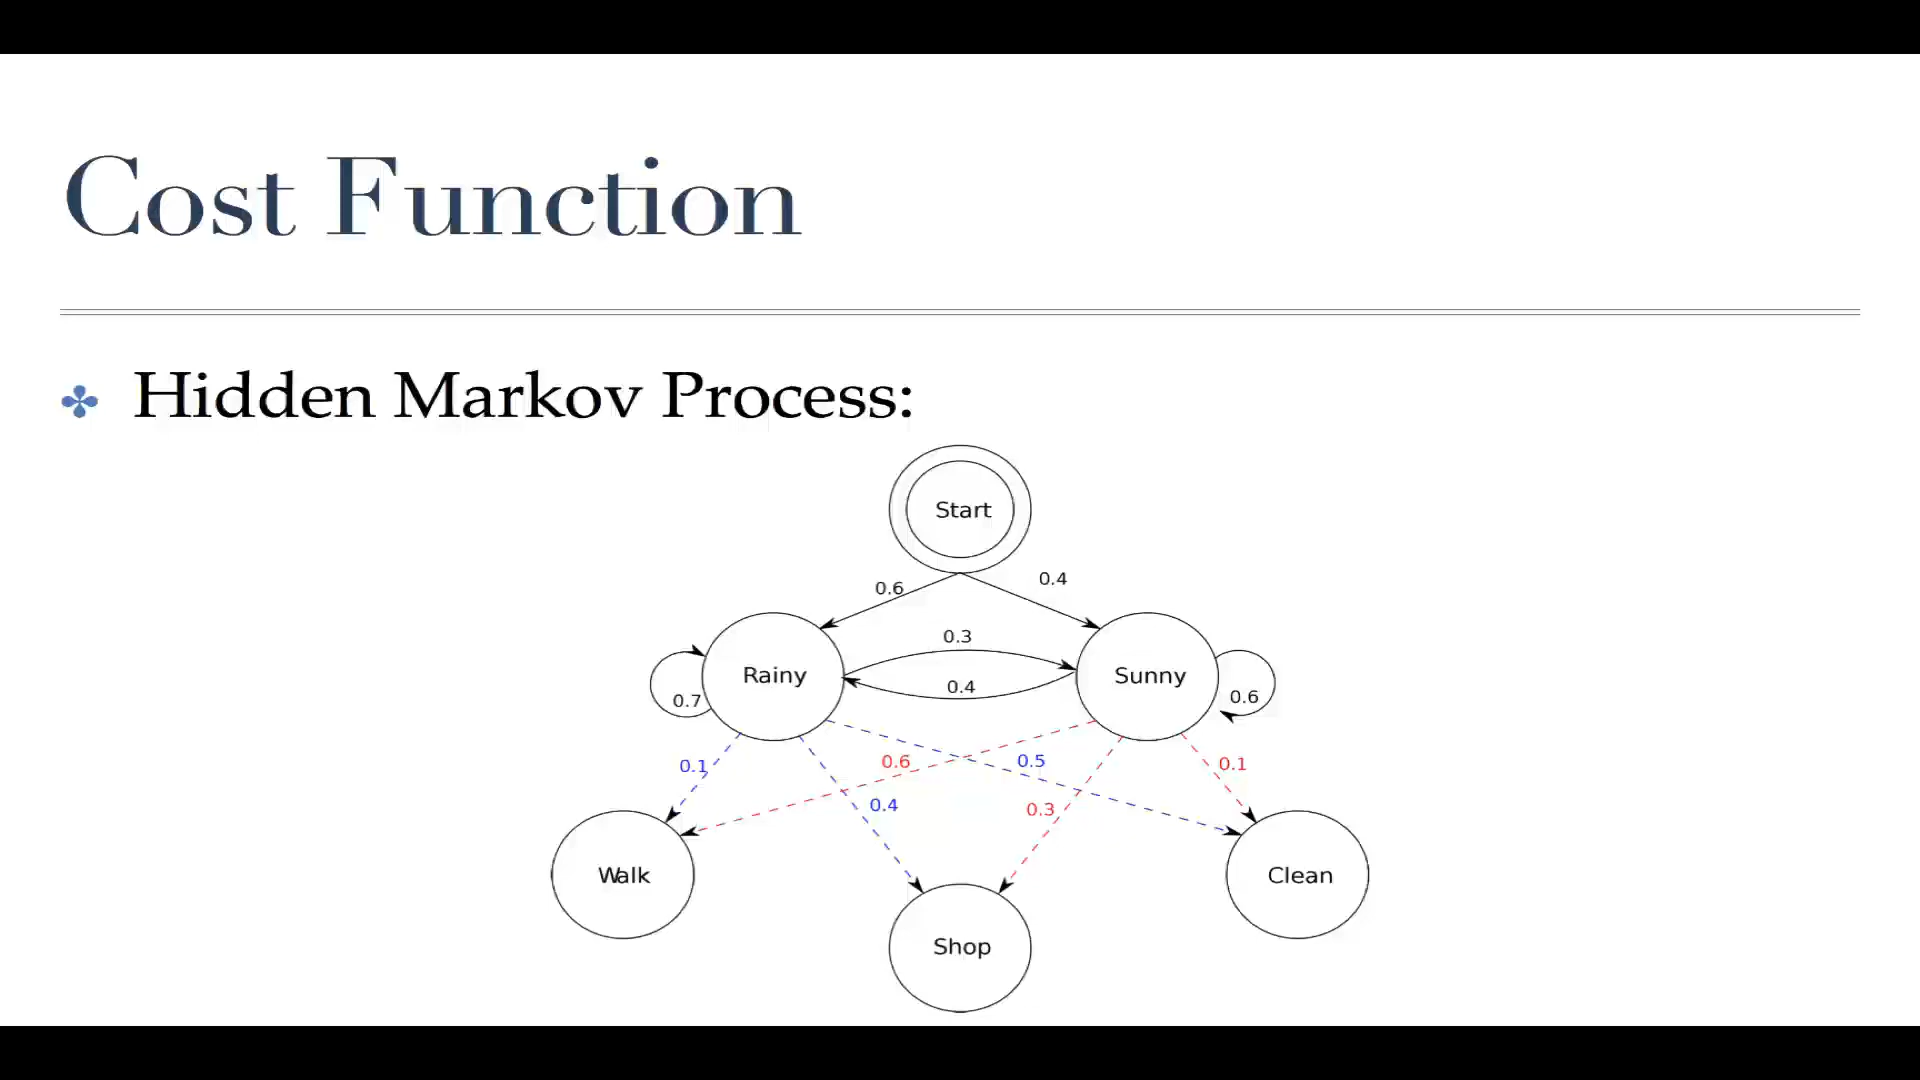 Cost Function
Hidden Markov Process:
Start
0.6
0.4
0.3
Rainy
Sunny
0.7
0.4
0.6
0.1
0.6
0.5
0.1
0.4
0.3
Walk
Clean
Shop